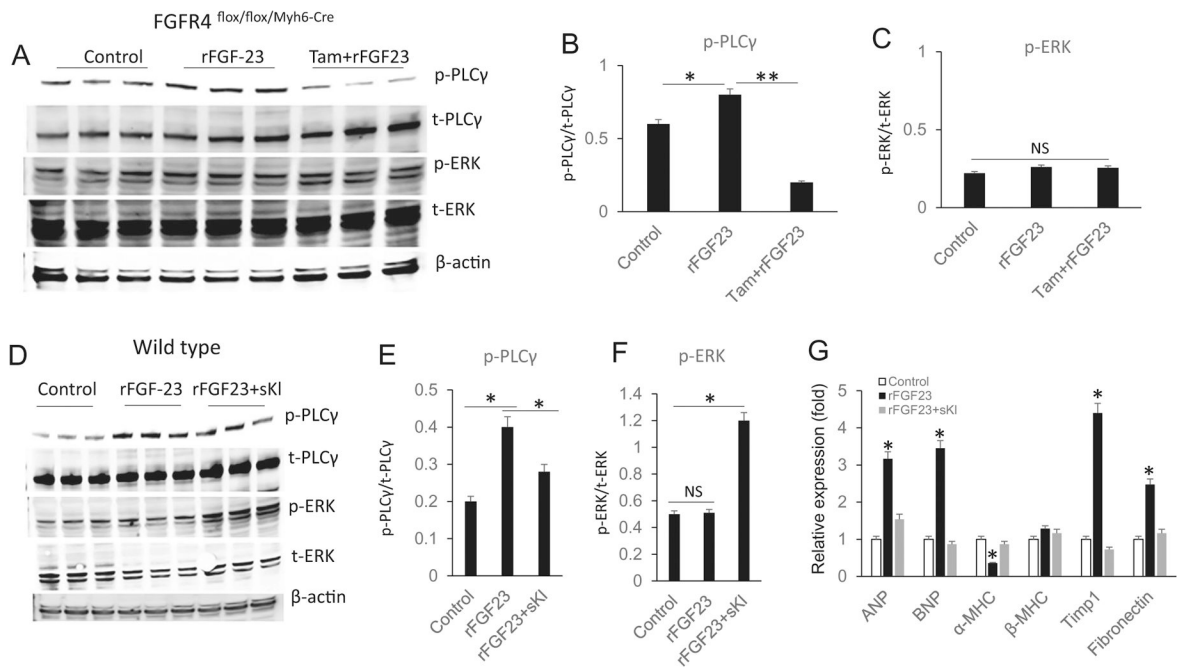 FGFR4 flox/flox/Myh6-Cre
A
Control rFGF-23 Tam+rFGF23
p-PLCγ
t-PLCγ
p-ERK
t-ERK
β-actin
B
p-PLCγ
p-PLCγ/t-PLCγ
1
0.5
0
* **
Control rFGF23 Tam+rFGF23
C
p-ERK
p-ERK/t-ERK
1
0.5
0
NS
Control rFGF23 Tam+rFGF23
D
Wild type
Control rFGF-23 rFGF23+sKl
p-PLCγ
t-PLCγ
p-ERK
t-ERK
β-actin
E
p-PLCγ
p-PLCγ/t-PLCγ
0.5
0.4
0.3
0.2
0.1
0
* *
Control rFGF23 rFGF23+sKl
F
p-ERK
p-ERK/t-ERK
1.4
1.2
1
0.8
0.6
0.4
0.2
0
NS *
Control rFGF23 rFGF23+sKl
G
Relative expression (fold)
5
4
3
2
1
0
Control
rFGF23
rFGF23+sKl
* * * * *
ANP BNP α-MHC β-MHC Timp1 Fibronectin